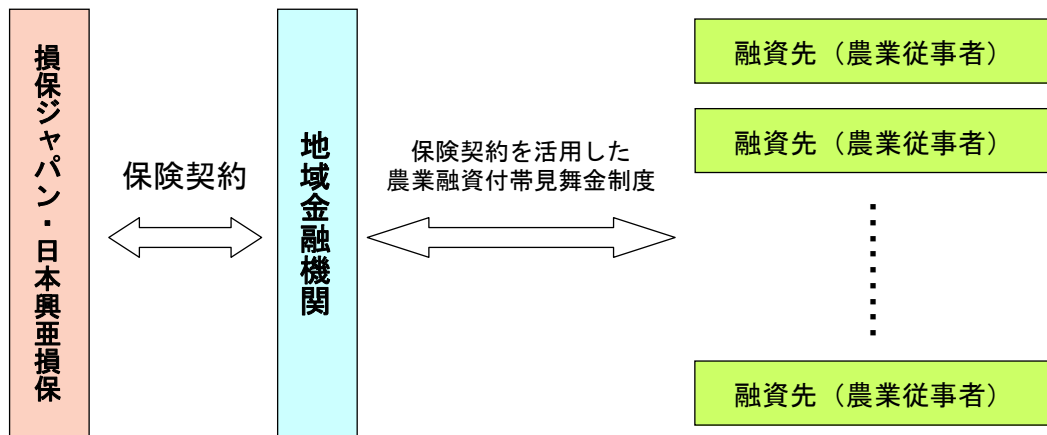 損保ジャパン・日本興亜損保
保険契約
地域金融機関
保険契約を活用した
農業融資付帯見舞金制度
融資先（農業従事者）
融資先（農業従事者）
融資先（農業従事者）